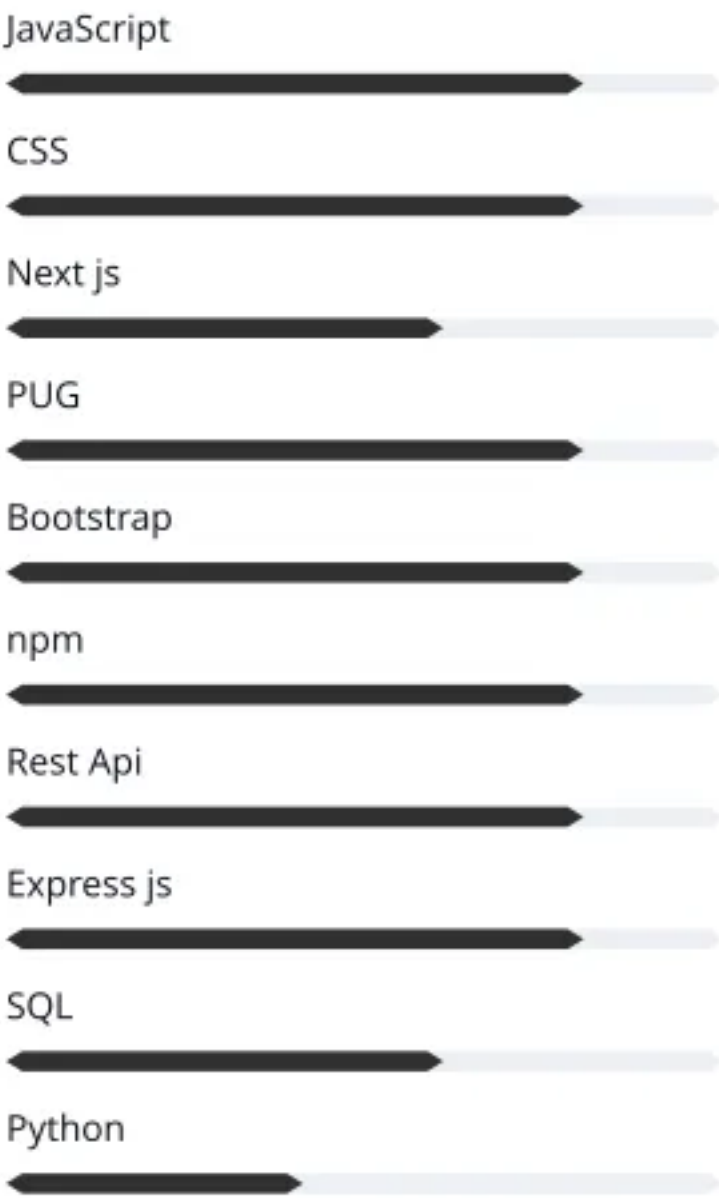 JavaScript
CSS
Next js
PUG
Bootstrap
npm
Rest Api
Express js
SQL
Python